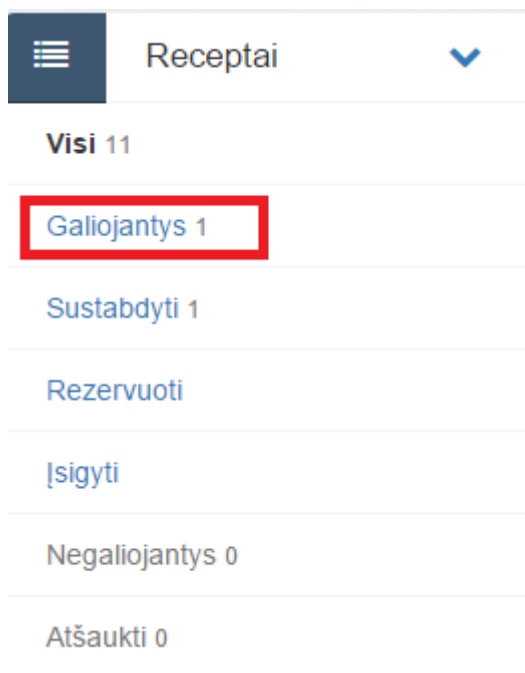 Receptai
Visi 11
Galiojantys 1
Sustabdyti 1
Rezervuoti
Įsigyti
Negaliojantys 0
Atšaukti 0